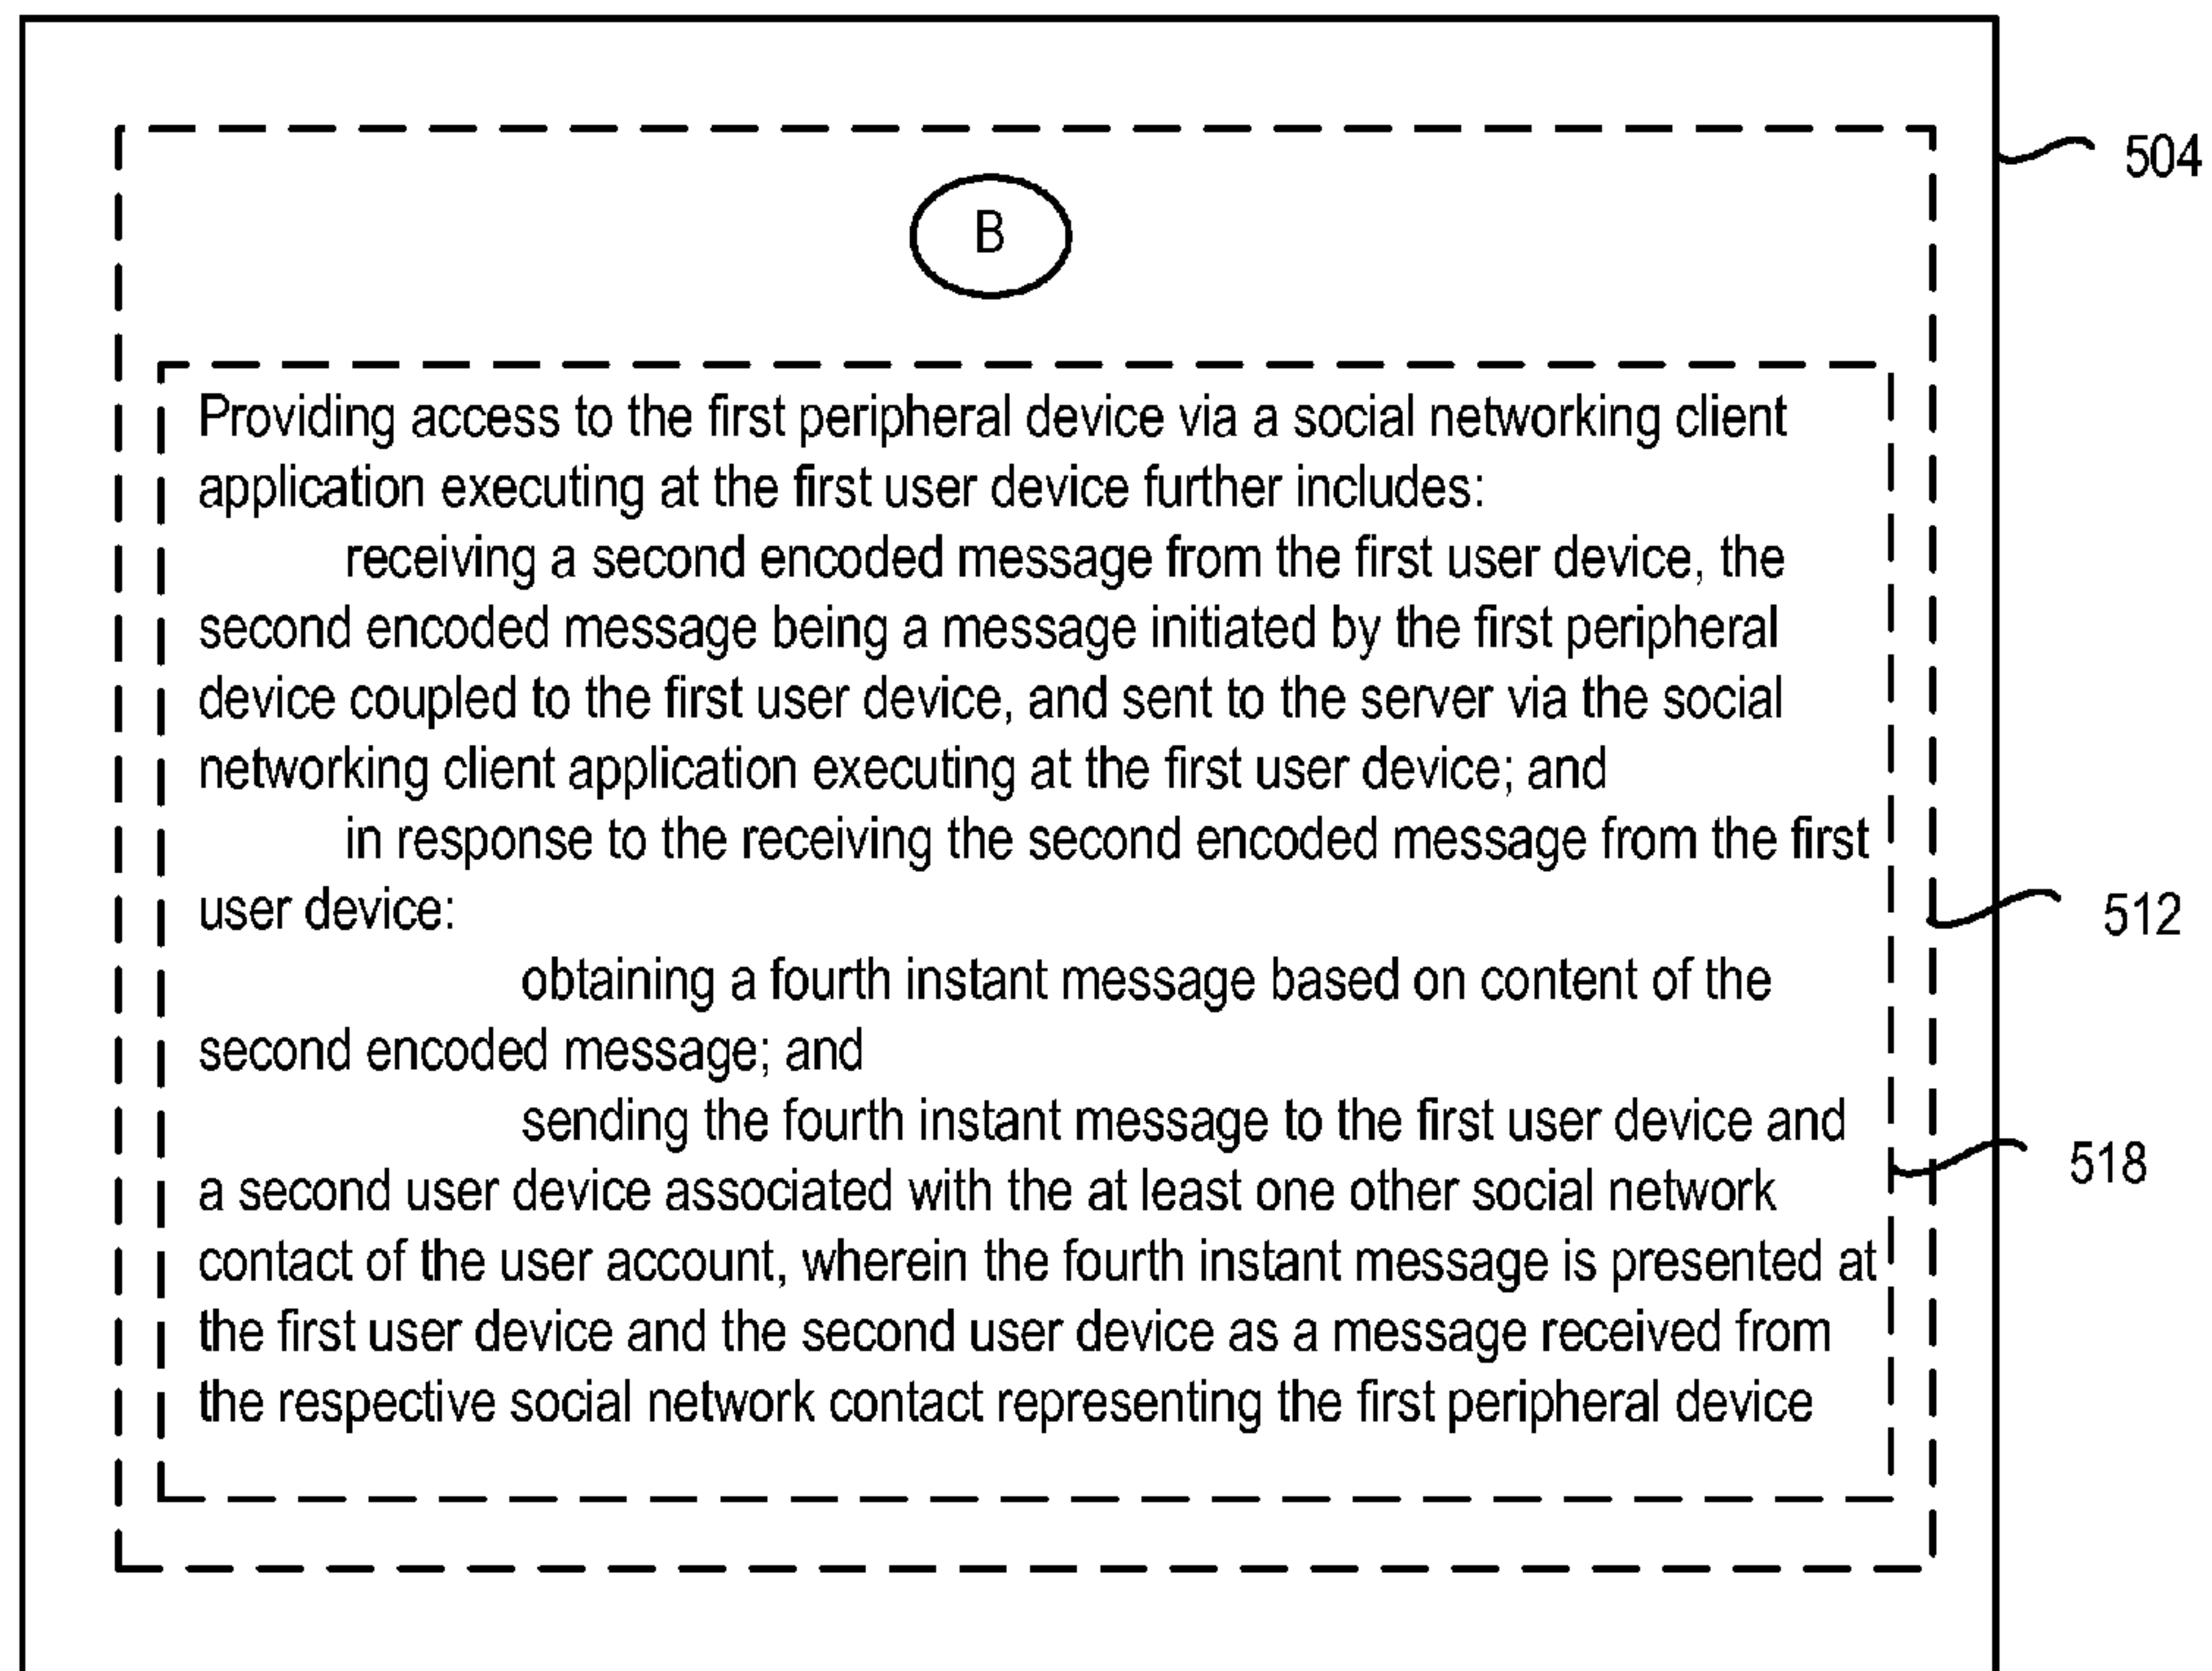 504
B
Providing access to the first peripheral device via a social networking client
application executing at the first user device further includes:
receiving a second encoded message from the first user device, the
second encoded message being a message initiated by the first peripheral
device coupled to the first user device, and sent to the server via the social
networking client application executing at the first user device; and
in response to the receiving the second encoded message from the first
user device:
512
obtaining a fourth instant message based on content of the
second encoded message; and
sending the fourth instant message to the first user device and
518
a second user device associated with the at least one other social network
contact of the user account, wherein the fourth instant message is presented at
the first user device and the second user device as a message received from
the respective social network contact representing the first peripheral device